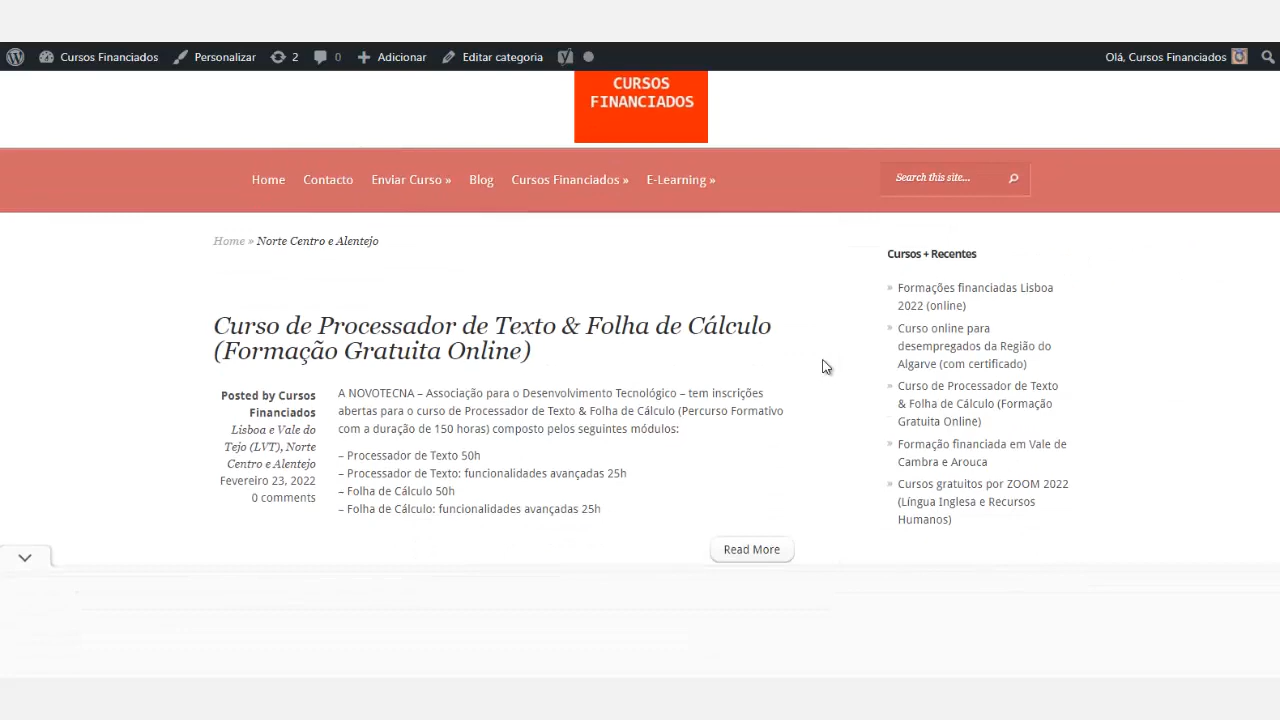 Cursos Financiados Personalizar 2 0 Adicionar Editar categoria Olá, Cursos Financiados
CURSOS
FINANCIADOS
Home Contacto Enviar Curso » Blog Cursos Financiados » E-Learning » Search this site...
Home » Norte Centro e Alentejo
Curso de Processador de Texto & Folha de Cálculo
(Formação Gratuita Online)
Posted by Cursos
Financiados
Lisboa e Vale do
Tejo (LVT), Norte
Centro e Alentejo
Fevereiro 23, 2022
0 comments
A NOVOTECNA – Associação para o Desenvolvimento Tecnológico – tem inscrições
abertas para o curso de Processador de Texto & Folha de Cálculo (Percurso Formativo
com a duração de 150 horas) composto pelos seguintes módulos:
– Processador de Texto 50h
– Processador de Texto: funcionalidades avançadas 25h
– Folha de Cálculo 50h
– Folha de Cálculo: funcionalidades avançadas 25h
Read More
Cursos + Recentes
» Formações financiadas Lisboa
2022 (online)
» Curso online para
desempregados da Região do
Algarve (com certificado)
» Curso de Processador de Texto
& Folha de Cálculo (Formação
Gratuita Online)
» Formação financiada em Vale de
Cambra e Arouca
» Cursos gratuitos por ZOOM 2022
(Língua Inglesa e Recursos
Humanos)